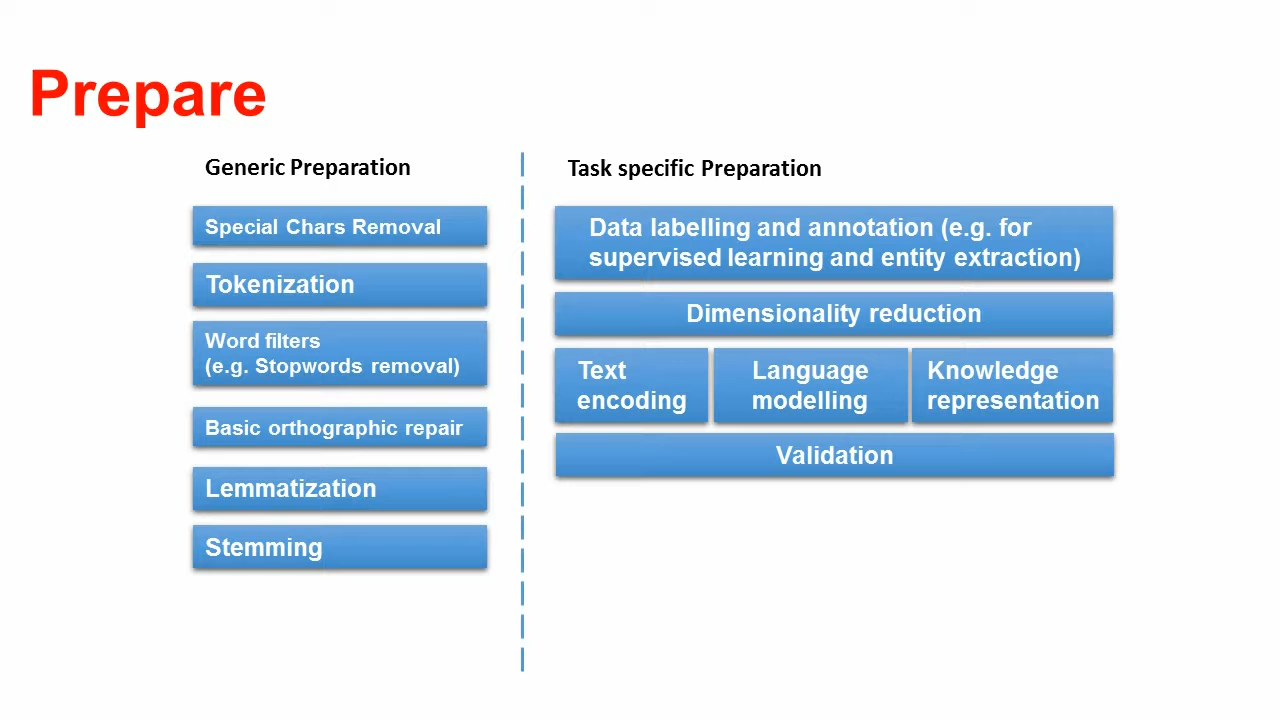 Prepare
Generic Preparation
Special Chars Removal
Tokenization
Word filters
(e.g. Stopwords removal)
Basic orthographic repair
Lemmatization
Stemming
Task specific Preparation
Data labelling and annotation (e.g. for
supervised learning and entity extraction)
Dimensionality reduction
Text
encoding
Language
modelling
Knowledge
representation
Validation